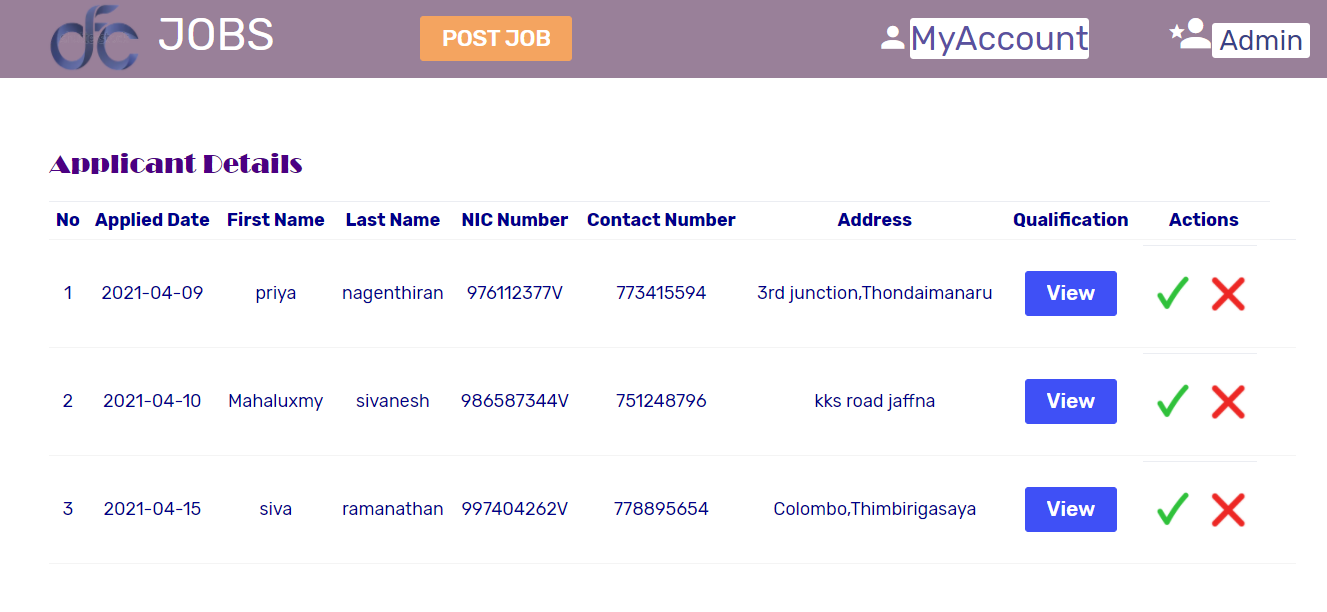 dfc JOBS POST JOB MyAccount Admin
Applicant Details
No Applied Date First Name Last Name NIC Number Contact Number Address Qualification Actions
1 2021-04-09 priya nagenthiran 976112377V 773415594 3rd junction,Thondaimanaru View
2 2021-04-10 Mahaluxmy sivanesh 986587344V 751248796 kks road jaffna View
3 2021-04-15 siva ramanathan 997404262V 778895654 Colombo,Thimbirigasaya View